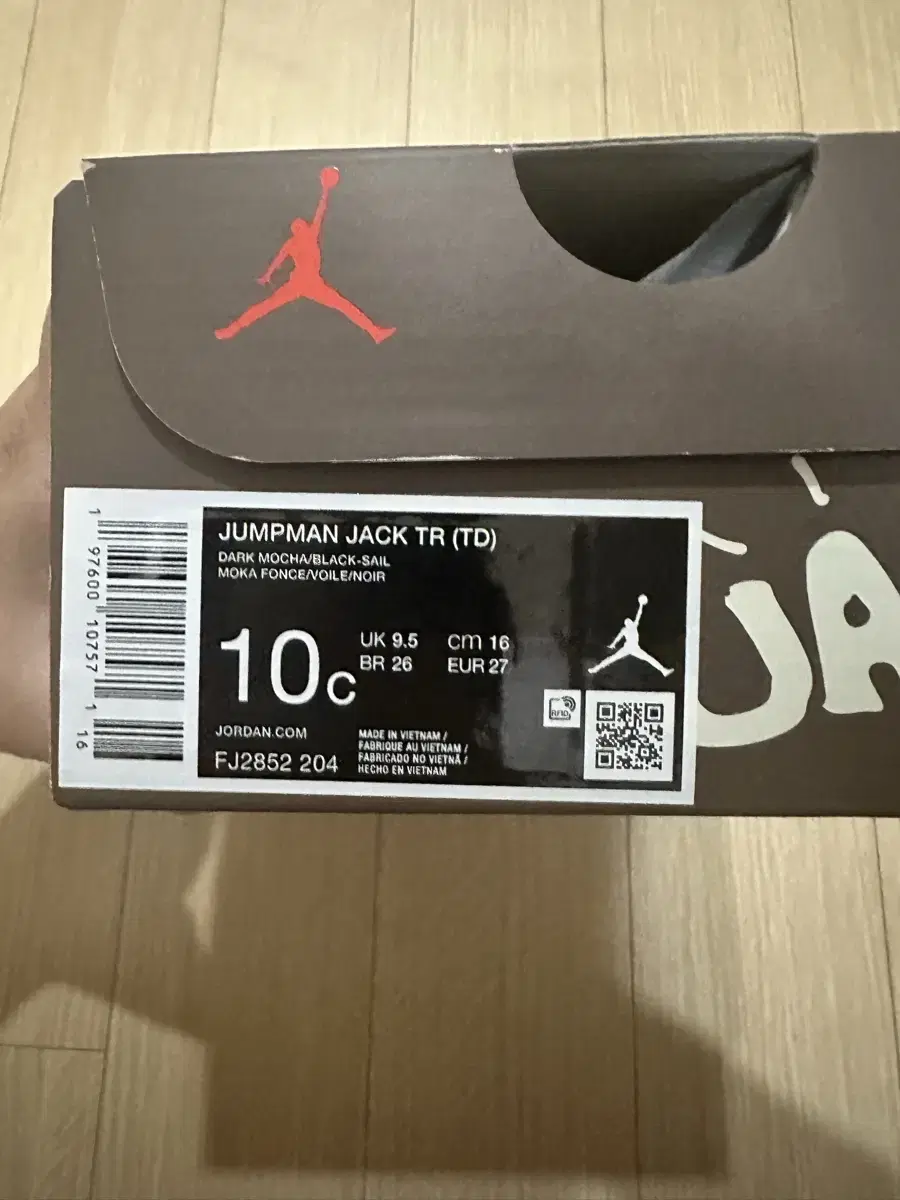 JUMPMAN JACK TR (TD)
DARK MOCHA/BLACK-SAIL
MOKA FONCE/VOILE/NOIR
10C
UK 9.5 cm 16
BR 26 EUR 27
RFID
JORDAN.COM
FJ2852 204
MADE IN VIETNAM /
FABRIQUE AU VIETNAM /
FABRICADO NO VIETNÃ /
HECHO EN VIETNAM
1 97600 10757 1 16
JA